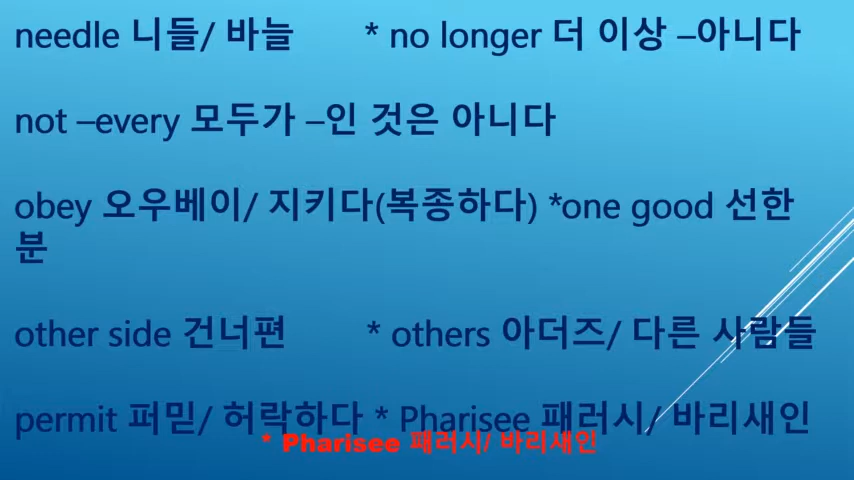 needle 니들/ 바늘 * no longer 더 이상 –아니다
not –every 모두가 –인 것은 아니다
obey 오우베이/ 지키다(복종하다) *one good 선한
분
other side 건너편 * others 아더즈/ 다른 사람들
permit 퍼믿/ 허락하다 * Pharisee 패러시/ 바리새인
* Pharisee 패러시/ 바리새인